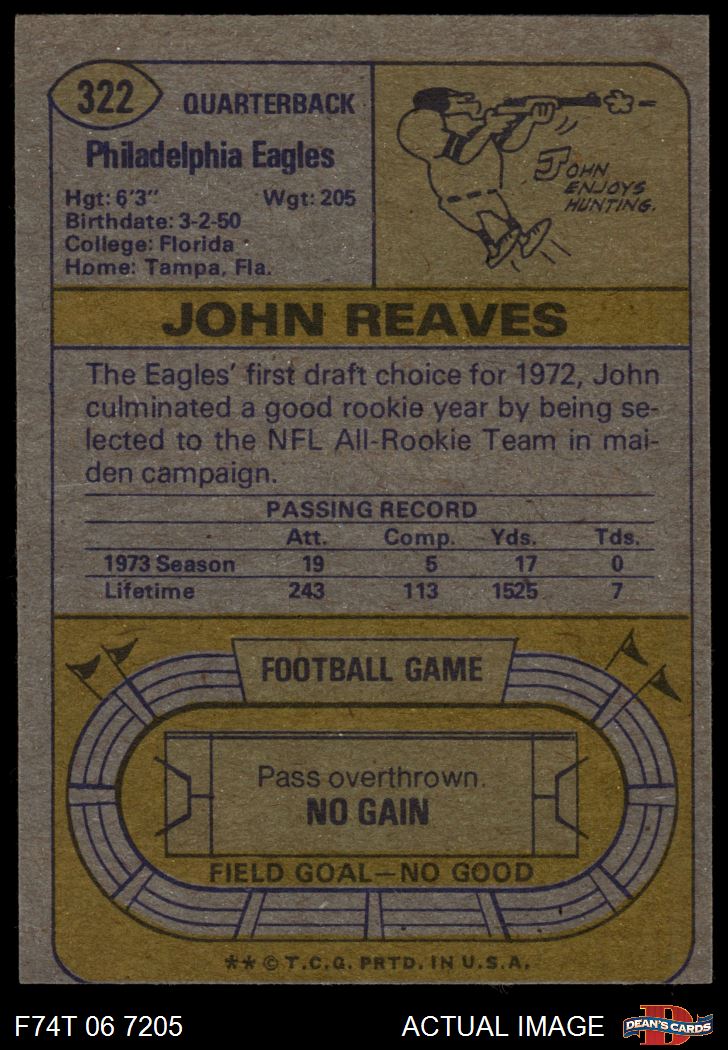 322
QUARTERBACK
Philadelphia Eagles
Hgt: 6'3" Wgt: 205
Birthdate: 3-2-50
College: Florida
Home: Tampa, Fla.
JOHN
ENJOYS
HUNTING.
JOHN REAVES
The Eagles' first draft choice for 1972, John
culminated a good rookie year by being se-
lected to the NFL All-Rookie Team in mai-
den campaign.
PASSING RECORD
Att. Comp. Yds. Tds.
1973 Season 19 5 17 0
Lifetime 243 113 1525 7
FOOTBALL GAME
Pass overthrown.
NO GAIN
FIELD GOAL—NO GOOD
** © T.C.G. PRTD. IN U.S.A.
F74T 06 7205 ACTUAL IMAGE
D
DEAN'S CARDS